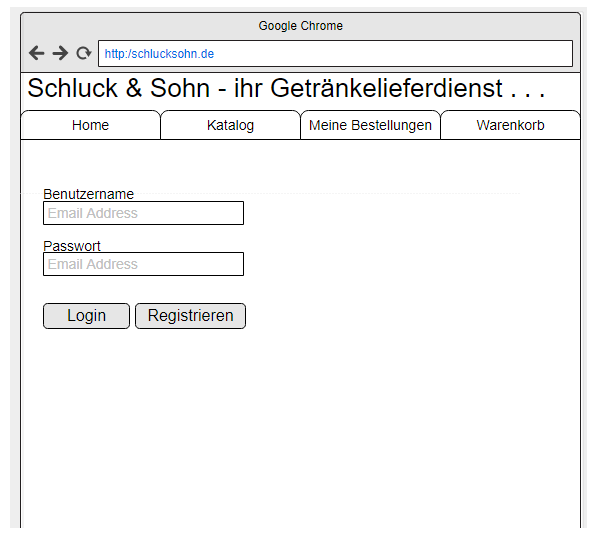 Google Chrome
http:/schlucksohn.de
Schluck & Sohn - ihr Getränkelieferdienst . . .
Home Katalog Meine Bestellungen Warenkorb
Benutzername
Email Address
Passwort
Email Address
Login Registrieren